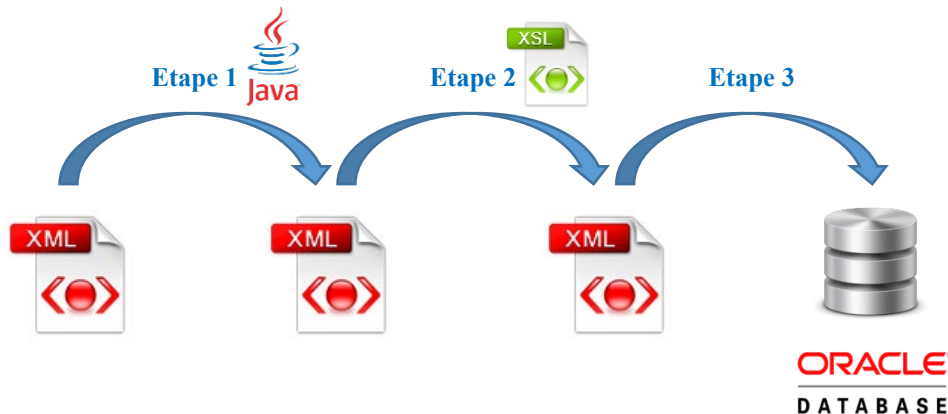 Etape 1
Java
Etape 2
XSL
Etape 3
XML
XML
XML
ORACLE
DATABASE